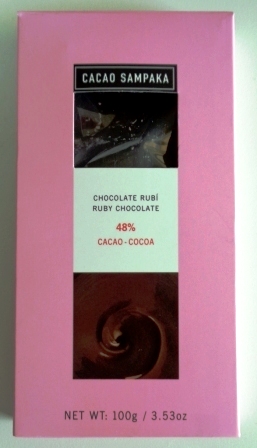 CACAO SAMPAKA
CHOCOLATE RUBÍ
RUBY CHOCOLATE
48%
CACAO-COCOA
NET WT: 100g / 3.53oz